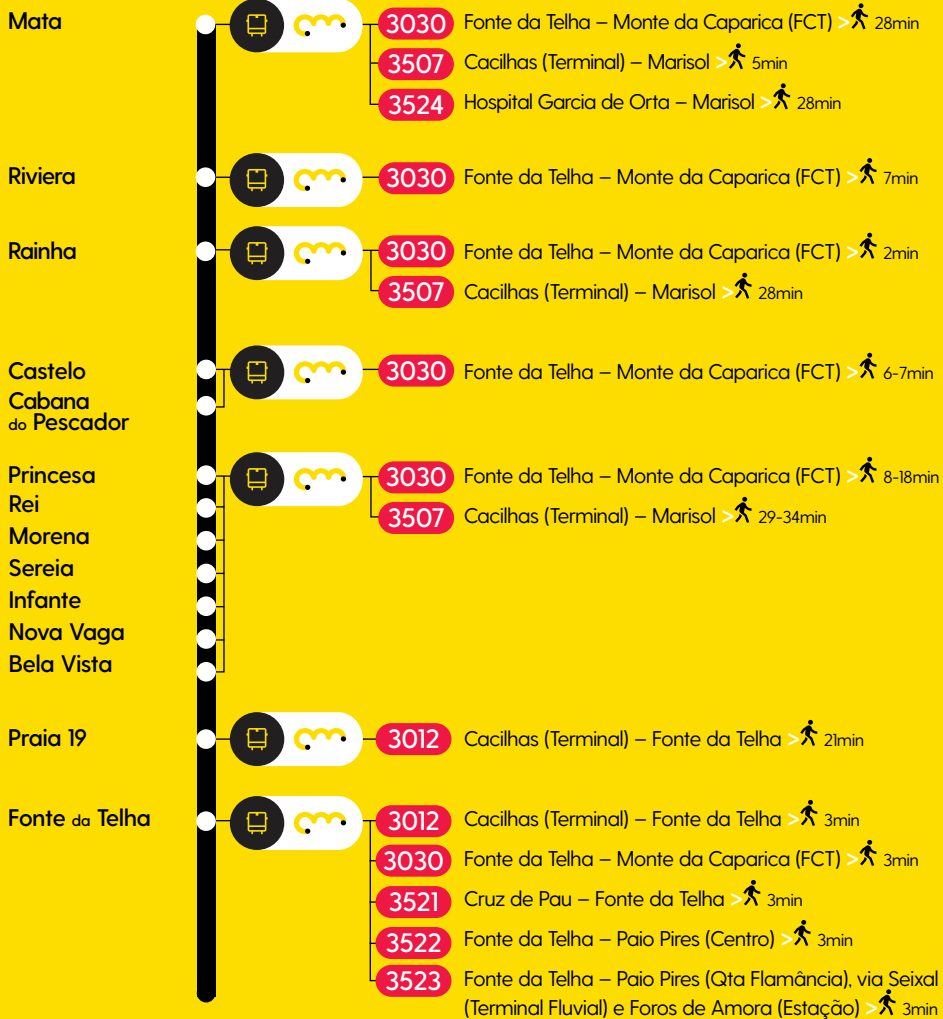 Mata
3030 Fonte da Telha – Monte da Caparica (FCT) > 28min
3507 Cacilhas (Terminal) – Marisol > 5min
3524 Hospital Garcia de Orta – Marisol > 28min
Riviera
3030 Fonte da Telha – Monte da Caparica (FCT) > 7min
Rainha
3030 Fonte da Telha – Monte da Caparica (FCT) > 2min
3507 Cacilhas (Terminal) – Marisol > 28min
Castelo
Cabana
do Pescador
3030 Fonte da Telha – Monte da Caparica (FCT) > 6-7min
Princesa
Rei
Morena
Sereia
Infante
Nova Vaga
Bela Vista
3030 Fonte da Telha – Monte da Caparica (FCT) > 8-18min
3507 Cacilhas (Terminal) – Marisol > 29-34min
Praia 19
3012 Cacilhas (Terminal) – Fonte da Telha > 21min
Fonte da Telha
3012 Cacilhas (Terminal) – Fonte da Telha > 3min
3030 Fonte da Telha – Monte da Caparica (FCT) > 3min
3521 Cruz de Pau – Fonte da Telha > 3min
3522 Fonte da Telha – Paio Pires (Centro) > 3min
3523 Fonte da Telha – Paio Pires (Qta Flamância), via Seixal
(Terminal Fluvial) e Foros de Amora (Estação) > 3min